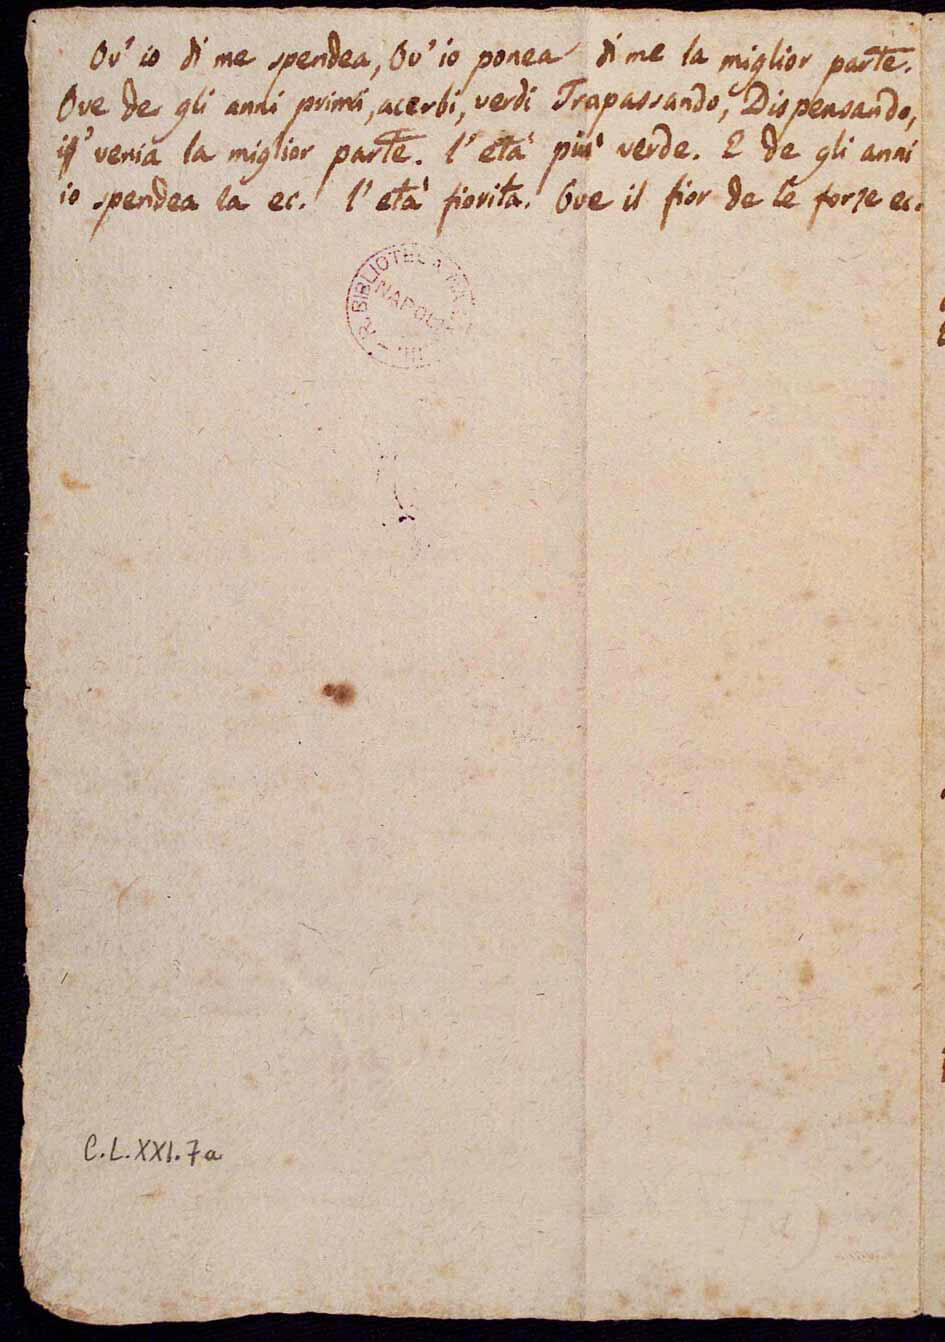 Ov' io di me spendea, Ov' io ponea di me la miglior parte.
Ove de gli anni primi, acerbi, verdi Trapassando, Dispensando,
venia la miglior parte. l' età più verde. E de gli anni
io spendea la ec. l' età fiorita. Ove il fior de le forze ec.
R. BIBLIOTECA NAZ
NAPOLI
III.
C.L.XXI.7a